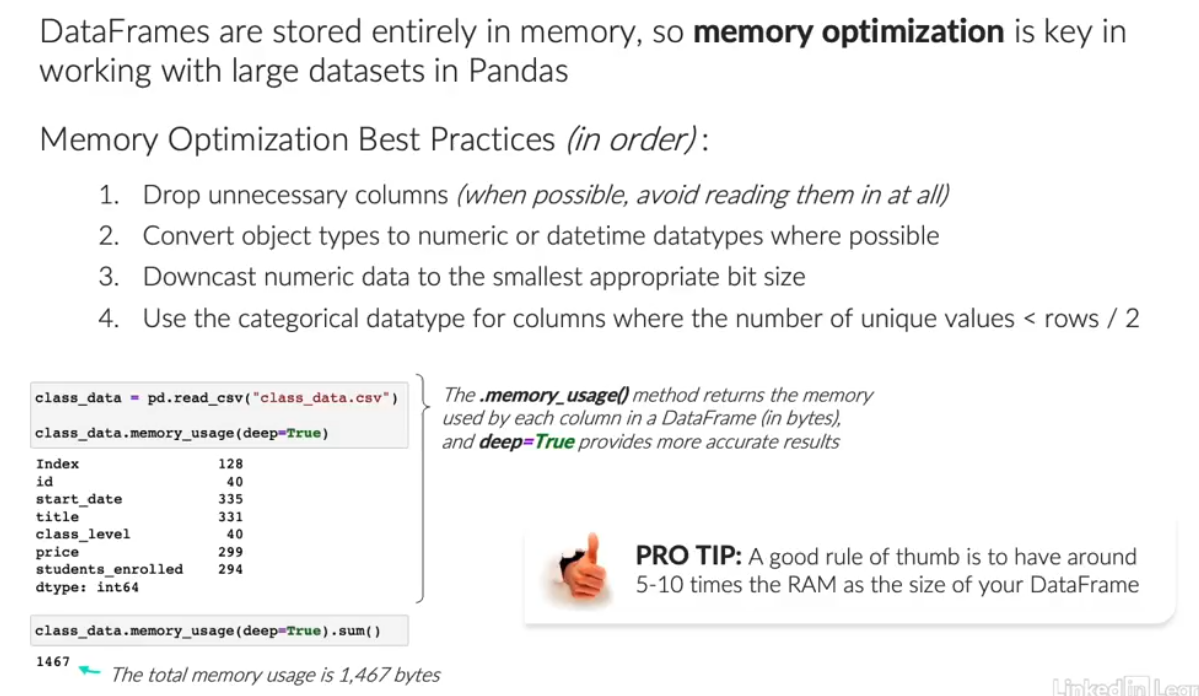 DataFrames are stored entirely in memory, so memory optimization is key in
working with large datasets in Pandas
Memory Optimization Best Practices (in order):
1. Drop unnecessary columns (when possible, avoid reading them in at all)
2. Convert object types to numeric or datetime datatypes where possible
3. Downcast numeric data to the smallest appropriate bit size
4. Use the categorical datatype for columns where the number of unique values < rows / 2
class_data = pd.read_csv("class_data.csv")
class_data.memory_usage(deep=True)
Index 128
id 40
start_date 335
title 331
class_level 40
price 299
students_enrolled 294
dtype: int64
The .memory_usage() method returns the memory
used by each column in a DataFrame (in bytes),
and deep=True provides more accurate results
PRO TIP: A good rule of thumb is to have around
5-10 times the RAM as the size of your DataFrame
class_data.memory_usage(deep=True).sum()
1467
The total memory usage is 1,467 bytes
Linked in Lear